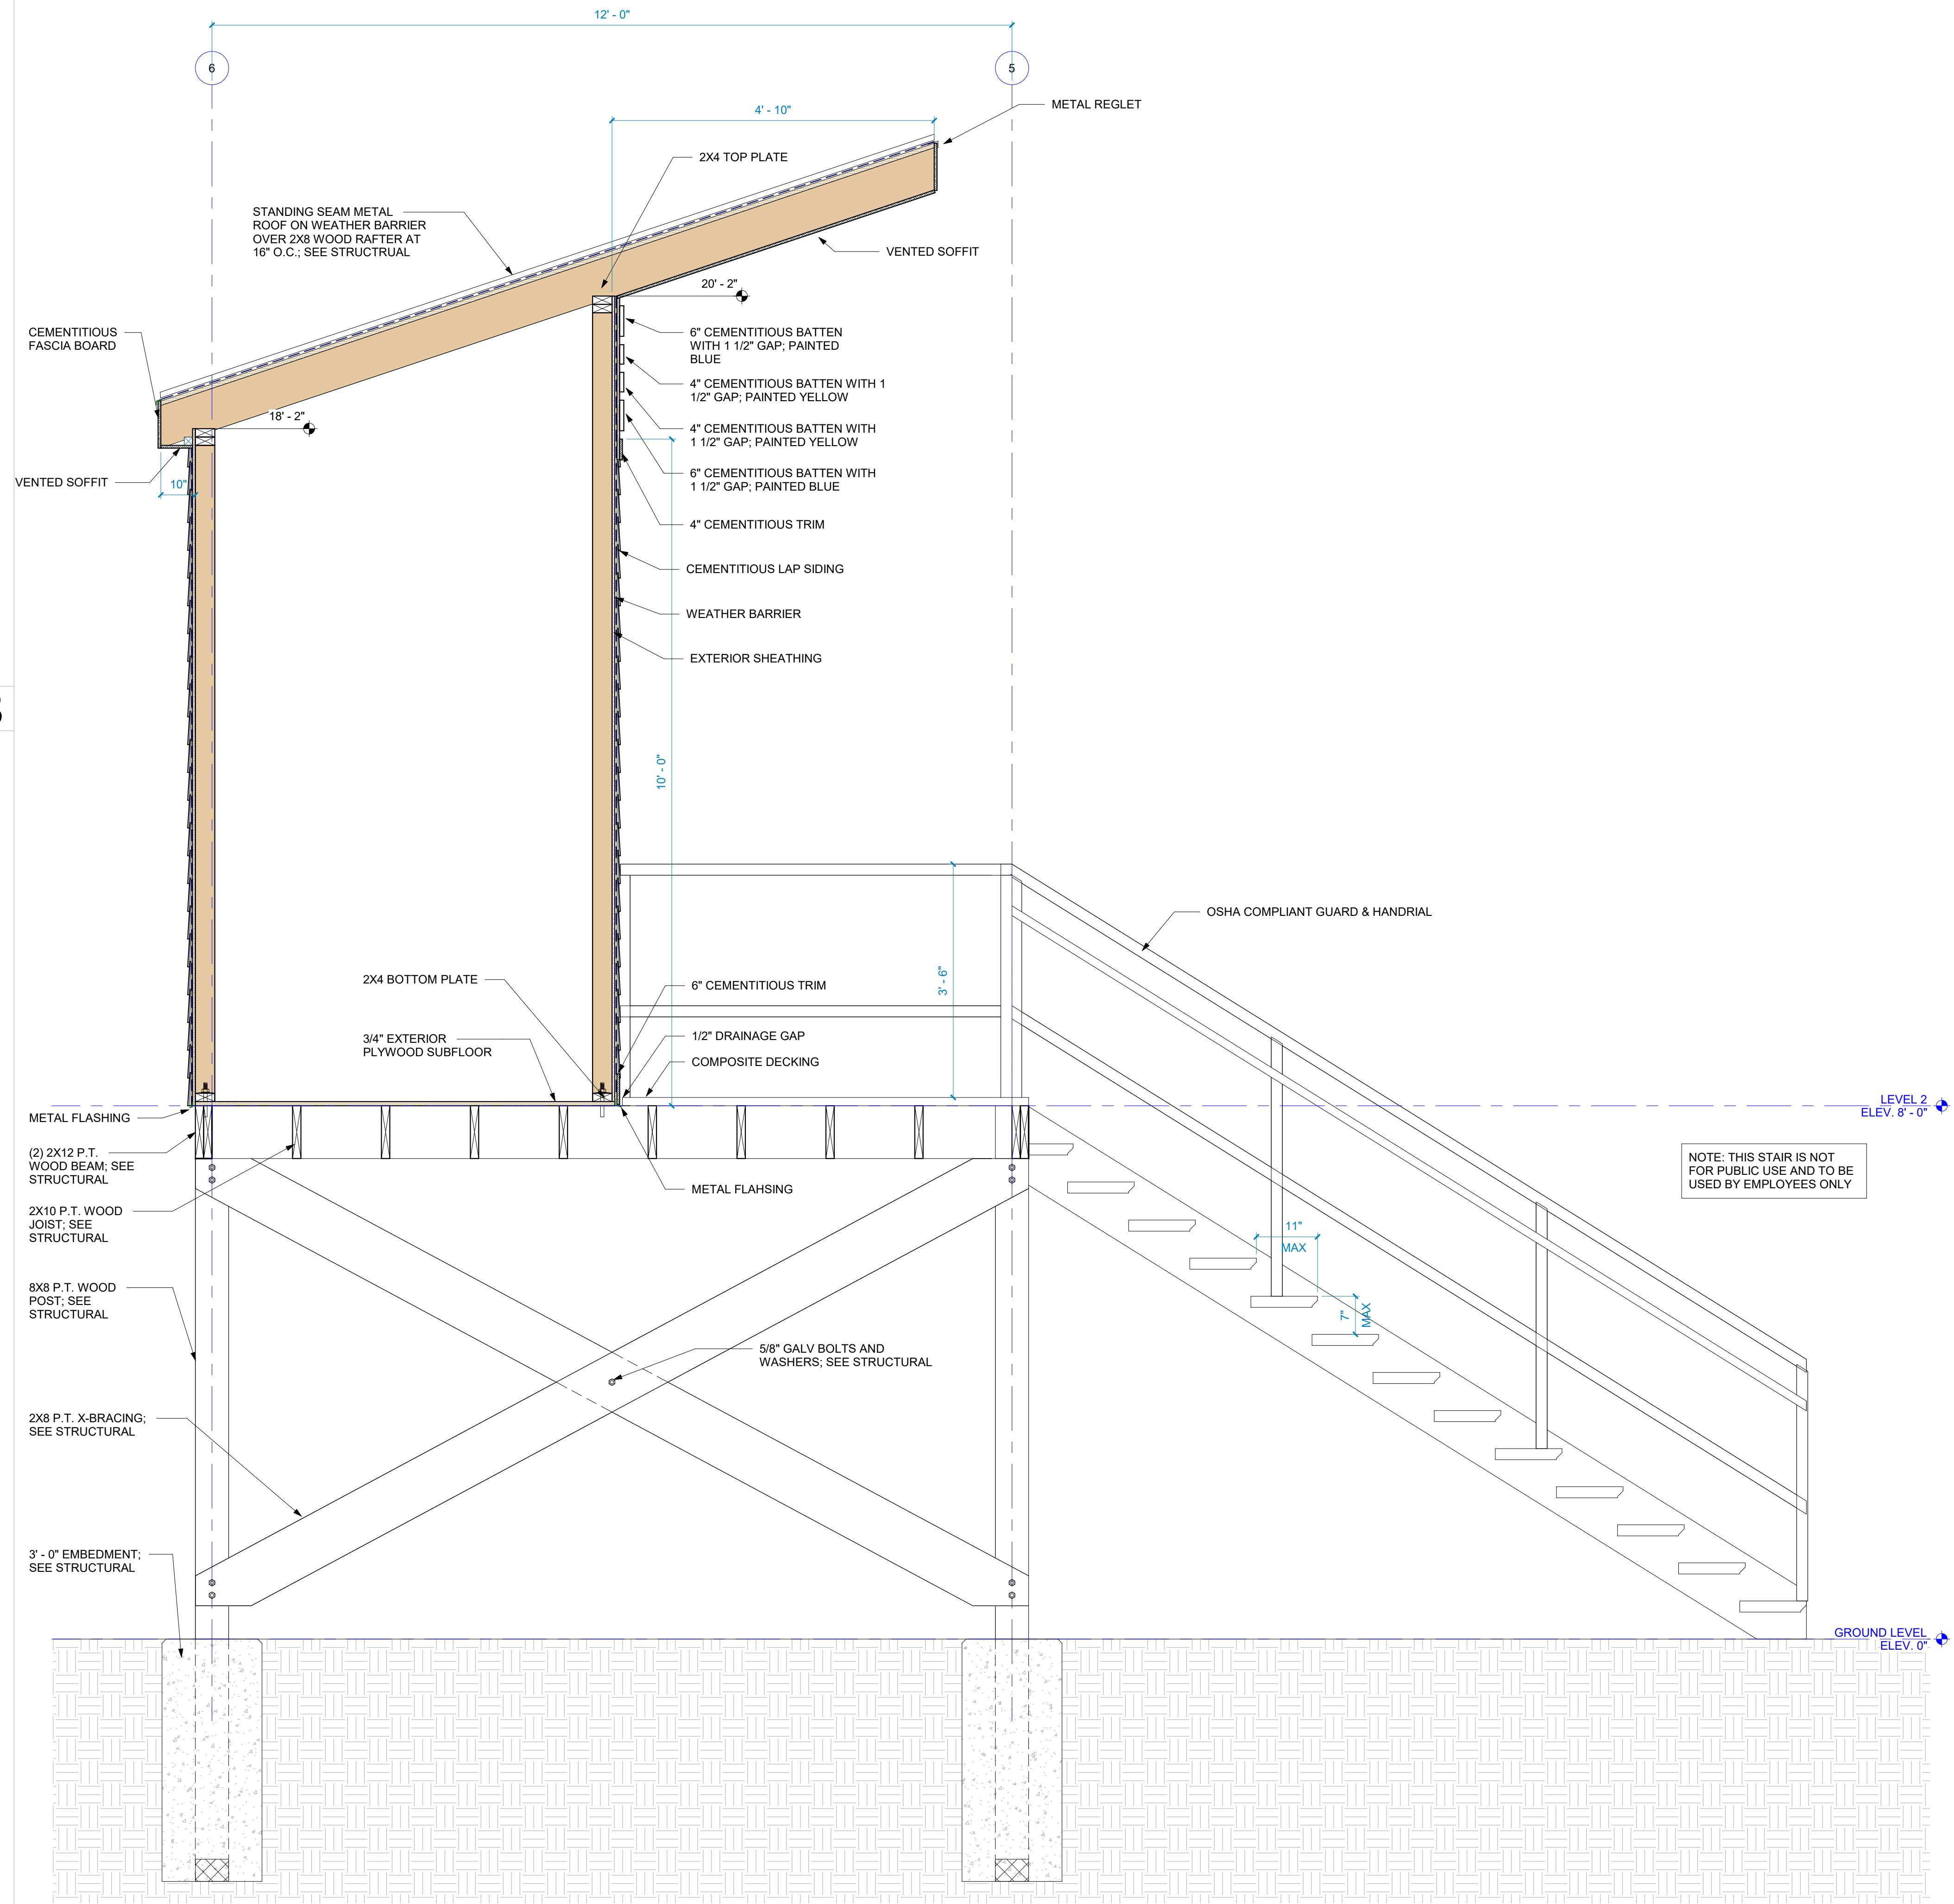 12' - 0"
6
5
4' - 10"
METAL REGLET
2X4 TOP PLATE
STANDING SEAM METAL
ROOF ON WEATHER BARRIER
OVER 2X8 WOOD RAFTER AT
16" O.C.; SEE STRUCTRUAL
VENTED SOFFIT
20' - 2"
CEMENTITIOUS
FASCIA BOARD
6" CEMENTITIOUS BATTEN
WITH 1 1/2" GAP; PAINTED
BLUE
4" CEMENTITIOUS BATTEN WITH 1
1/2" GAP; PAINTED YELLOW
18' - 2"
4" CEMENTITIOUS BATTEN WITH
1 1/2" GAP; PAINTED YELLOW
6" CEMENTITIOUS BATTEN WITH
1 1/2" GAP; PAINTED BLUE
VENTED SOFFIT
10"
4" CEMENTITIOUS TRIM
CEMENTITIOUS LAP SIDING
WEATHER BARRIER
EXTERIOR SHEATHING
10' - 0"
OSHA COMPLIANT GUARD & HANDRIAL
2X4 BOTTOM PLATE
6" CEMENTITIOUS TRIM
3' - 6"
3/4" EXTERIOR
PLYWOOD SUBFLOOR
1/2" DRAINAGE GAP
COMPOSITE DECKING
METAL FLASHING
LEVEL 2
ELEV. 8' - 0"
(2) 2X12 P.T.
WOOD BEAM; SEE
STRUCTURAL
NOTE: THIS STAIR IS NOT
FOR PUBLIC USE AND TO BE
USED BY EMPLOYEES ONLY
METAL FLAHSING
2X10 P.T. WOOD
JOIST; SEE
STRUCTURAL
11"
MAX
8X8 P.T. WOOD
POST; SEE
STRUCTURAL
7"
MAX
5/8" GALV BOLTS AND
WASHERS; SEE STRUCTURAL
2X8 P.T. X-BRACING;
SEE STRUCTURAL
3' - 0" EMBEDMENT;
SEE STRUCTURAL
GROUND LEVEL
ELEV. 0"